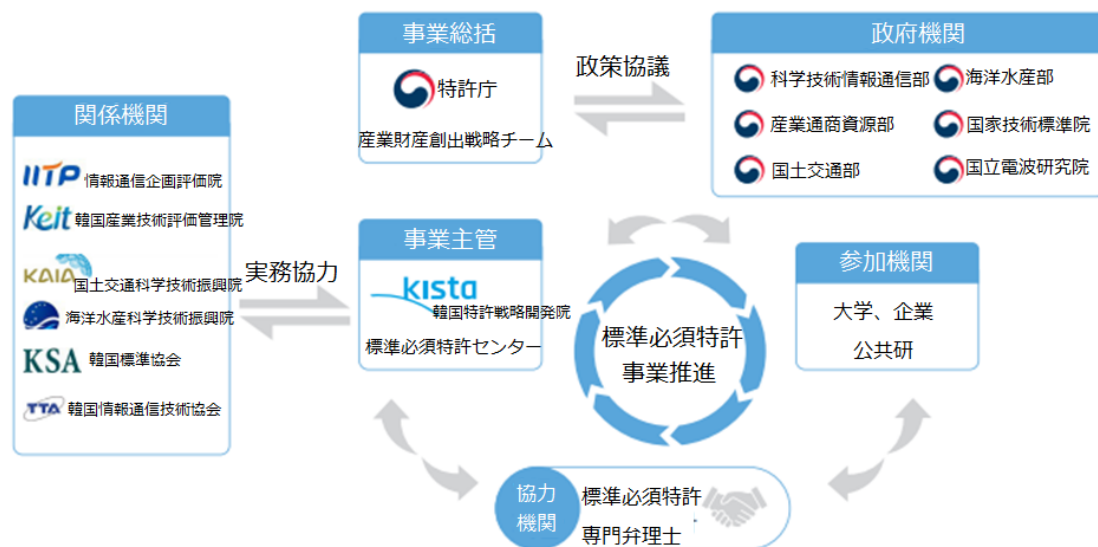 事業総括
特許庁
産業財産創出戦略チーム
政策協議
政府機関
科学技術情報通信部
海洋水産部
産業通商資源部
国家技術標準院
国土交通部
国立電波研究院
関係機関
IITP 情報通信企画評価院
Keit 韓国産業技術評価管理院
KAIA 国土交通科学技術振興院
海洋水産科学技術振興院
KSA 韓国標準協会
TTA 韓国情報通信技術協会
実務協力
事業主管
kista
韓国特許戦略開発院
標準必須特許センター
標準必須特許
事業推進
参加機関
大学、企業
公共研
協力
機関
標準必須特許
専門弁理士